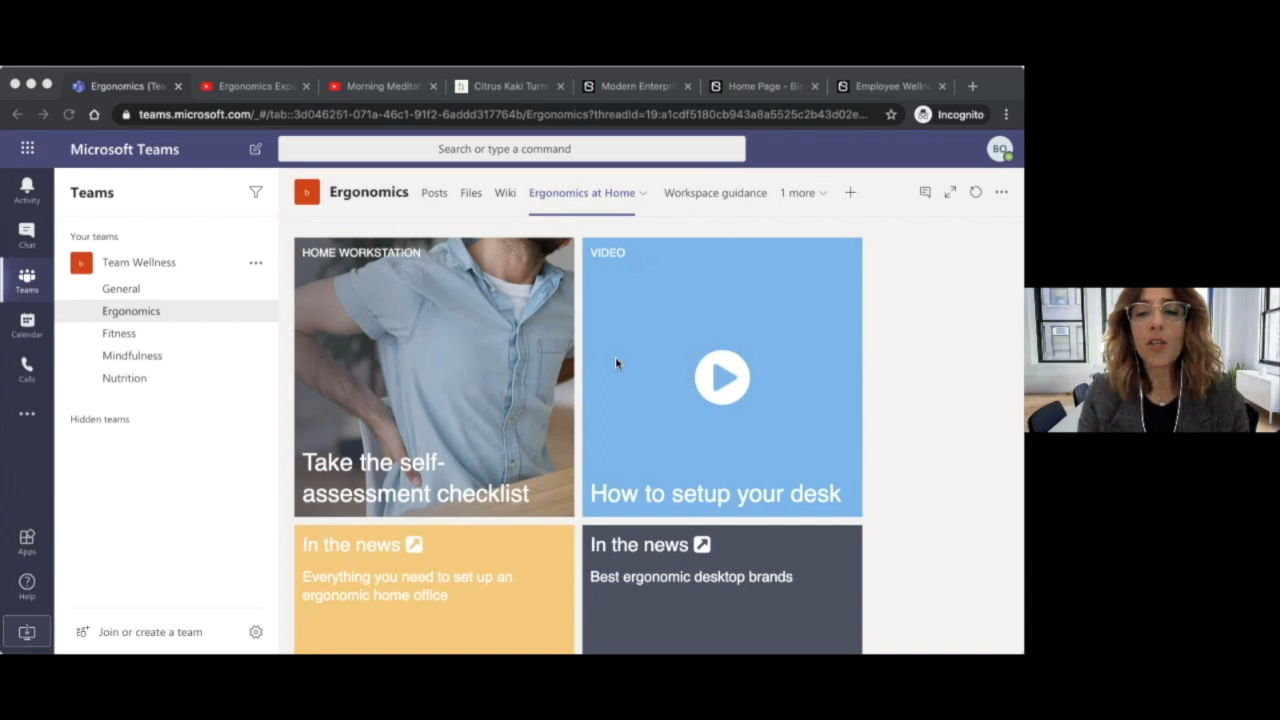 Ergonomics (Tea
Ergonomics Exp
Morning Meditat
Citrus Kaki Turm
Modern Enterpri
Home Page - B
Employee Welln
teams.microsoft.com/_#/tab::3d046251-071a-46c1-91f2-6addd317764b/Ergonomics?threadId=19:a1cdf5180cb943a8a5525c2b43d02e...
Incognito
Microsoft Teams
Search or type a command
BO
Activity
Chat
Teams
Calendar
Calls
Apps
Help
Teams
Your teams
b
Team Wellness
General
Ergonomics
Fitness
Mindfulness
Nutrition
Hidden teams
Join or create a team
b
Ergonomics
Posts
Files
Wiki
Ergonomics at Home
Workspace guidance
1 more
HOME WORKSTATION
Take the self-
assessment checklist
VIDEO
How to setup your desk
In the news
Everything you need to set up an
ergonomic home office
In the news
Best ergonomic desktop brands